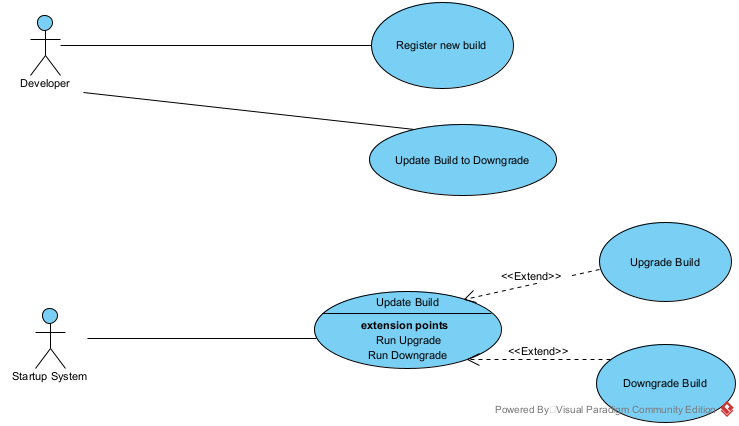 Register new build
Developer
Update Build to Downgrade
Upgrade Build
<<Extend>>
Update Build
extension points
Run Upgrade
Run Downgrade
<<Extend>>
Startup System
Downgrade Build
Powered By Visual Paradigm Community Edition